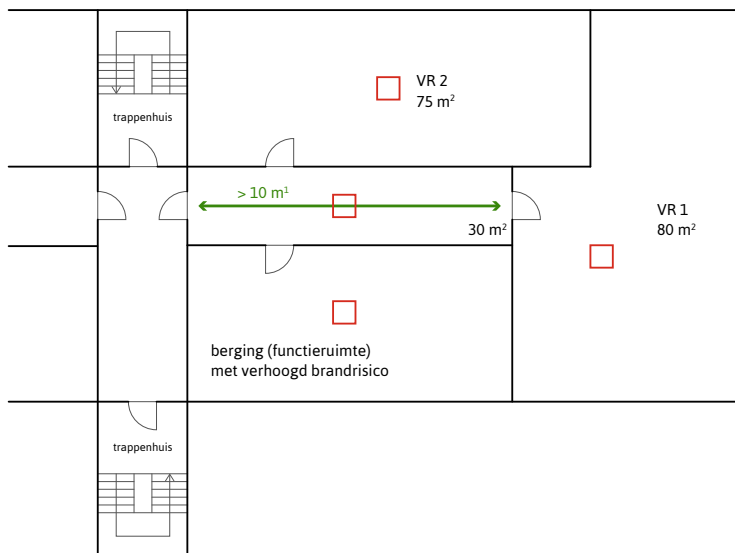 VR 2
75 m²
trappenhuis
> 10 m¹
VR 1
80 m²
30 m²
berging (functieruimte)
met verhoogd brandrisico
trappenhuis